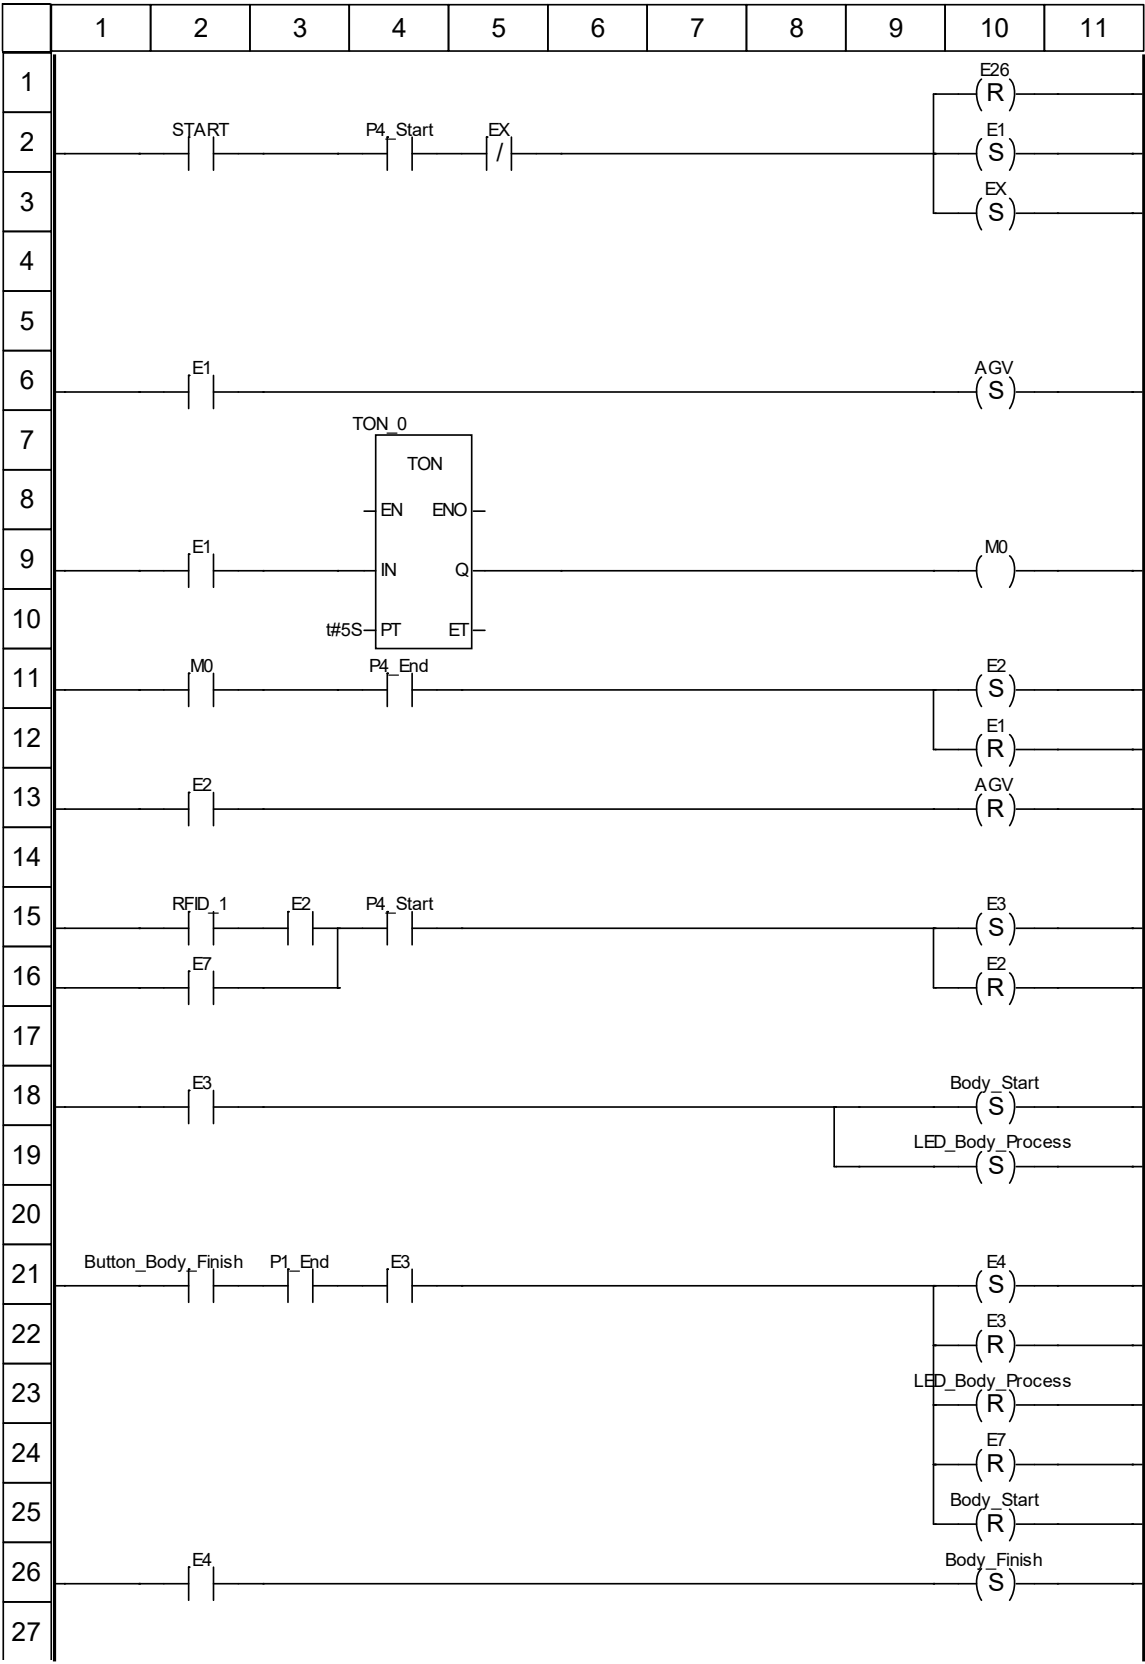 1 2 3 4 5 6 7 8 9 10 11
1
E26
(R)
2
START P4_Start EX E1
/ (S)
3
EX
(S)
4
5
6
E1 AGV
(S)
7
TON_0
TON
8
EN ENO
9
E1 M0
IN Q ( )
10
t#5S PT ET
11
M0 P4_End E2
(S)
12
E1
(R)
13
E2 AGV
(R)
14
15
RFID_1 E2 P4_Start E3
(S)
16
E7 E2
(R)
17
18
E3 Body_Start
(S)
19
LED_Body_Process
(S)
20
21
Button_Body_Finish P1_End E3 E4
(S)
22
E3
(R)
23
LED_Body_Process
(R)
24
E7
(R)
25
Body_Start
(R)
26
E4 Body_Finish
(S)
27